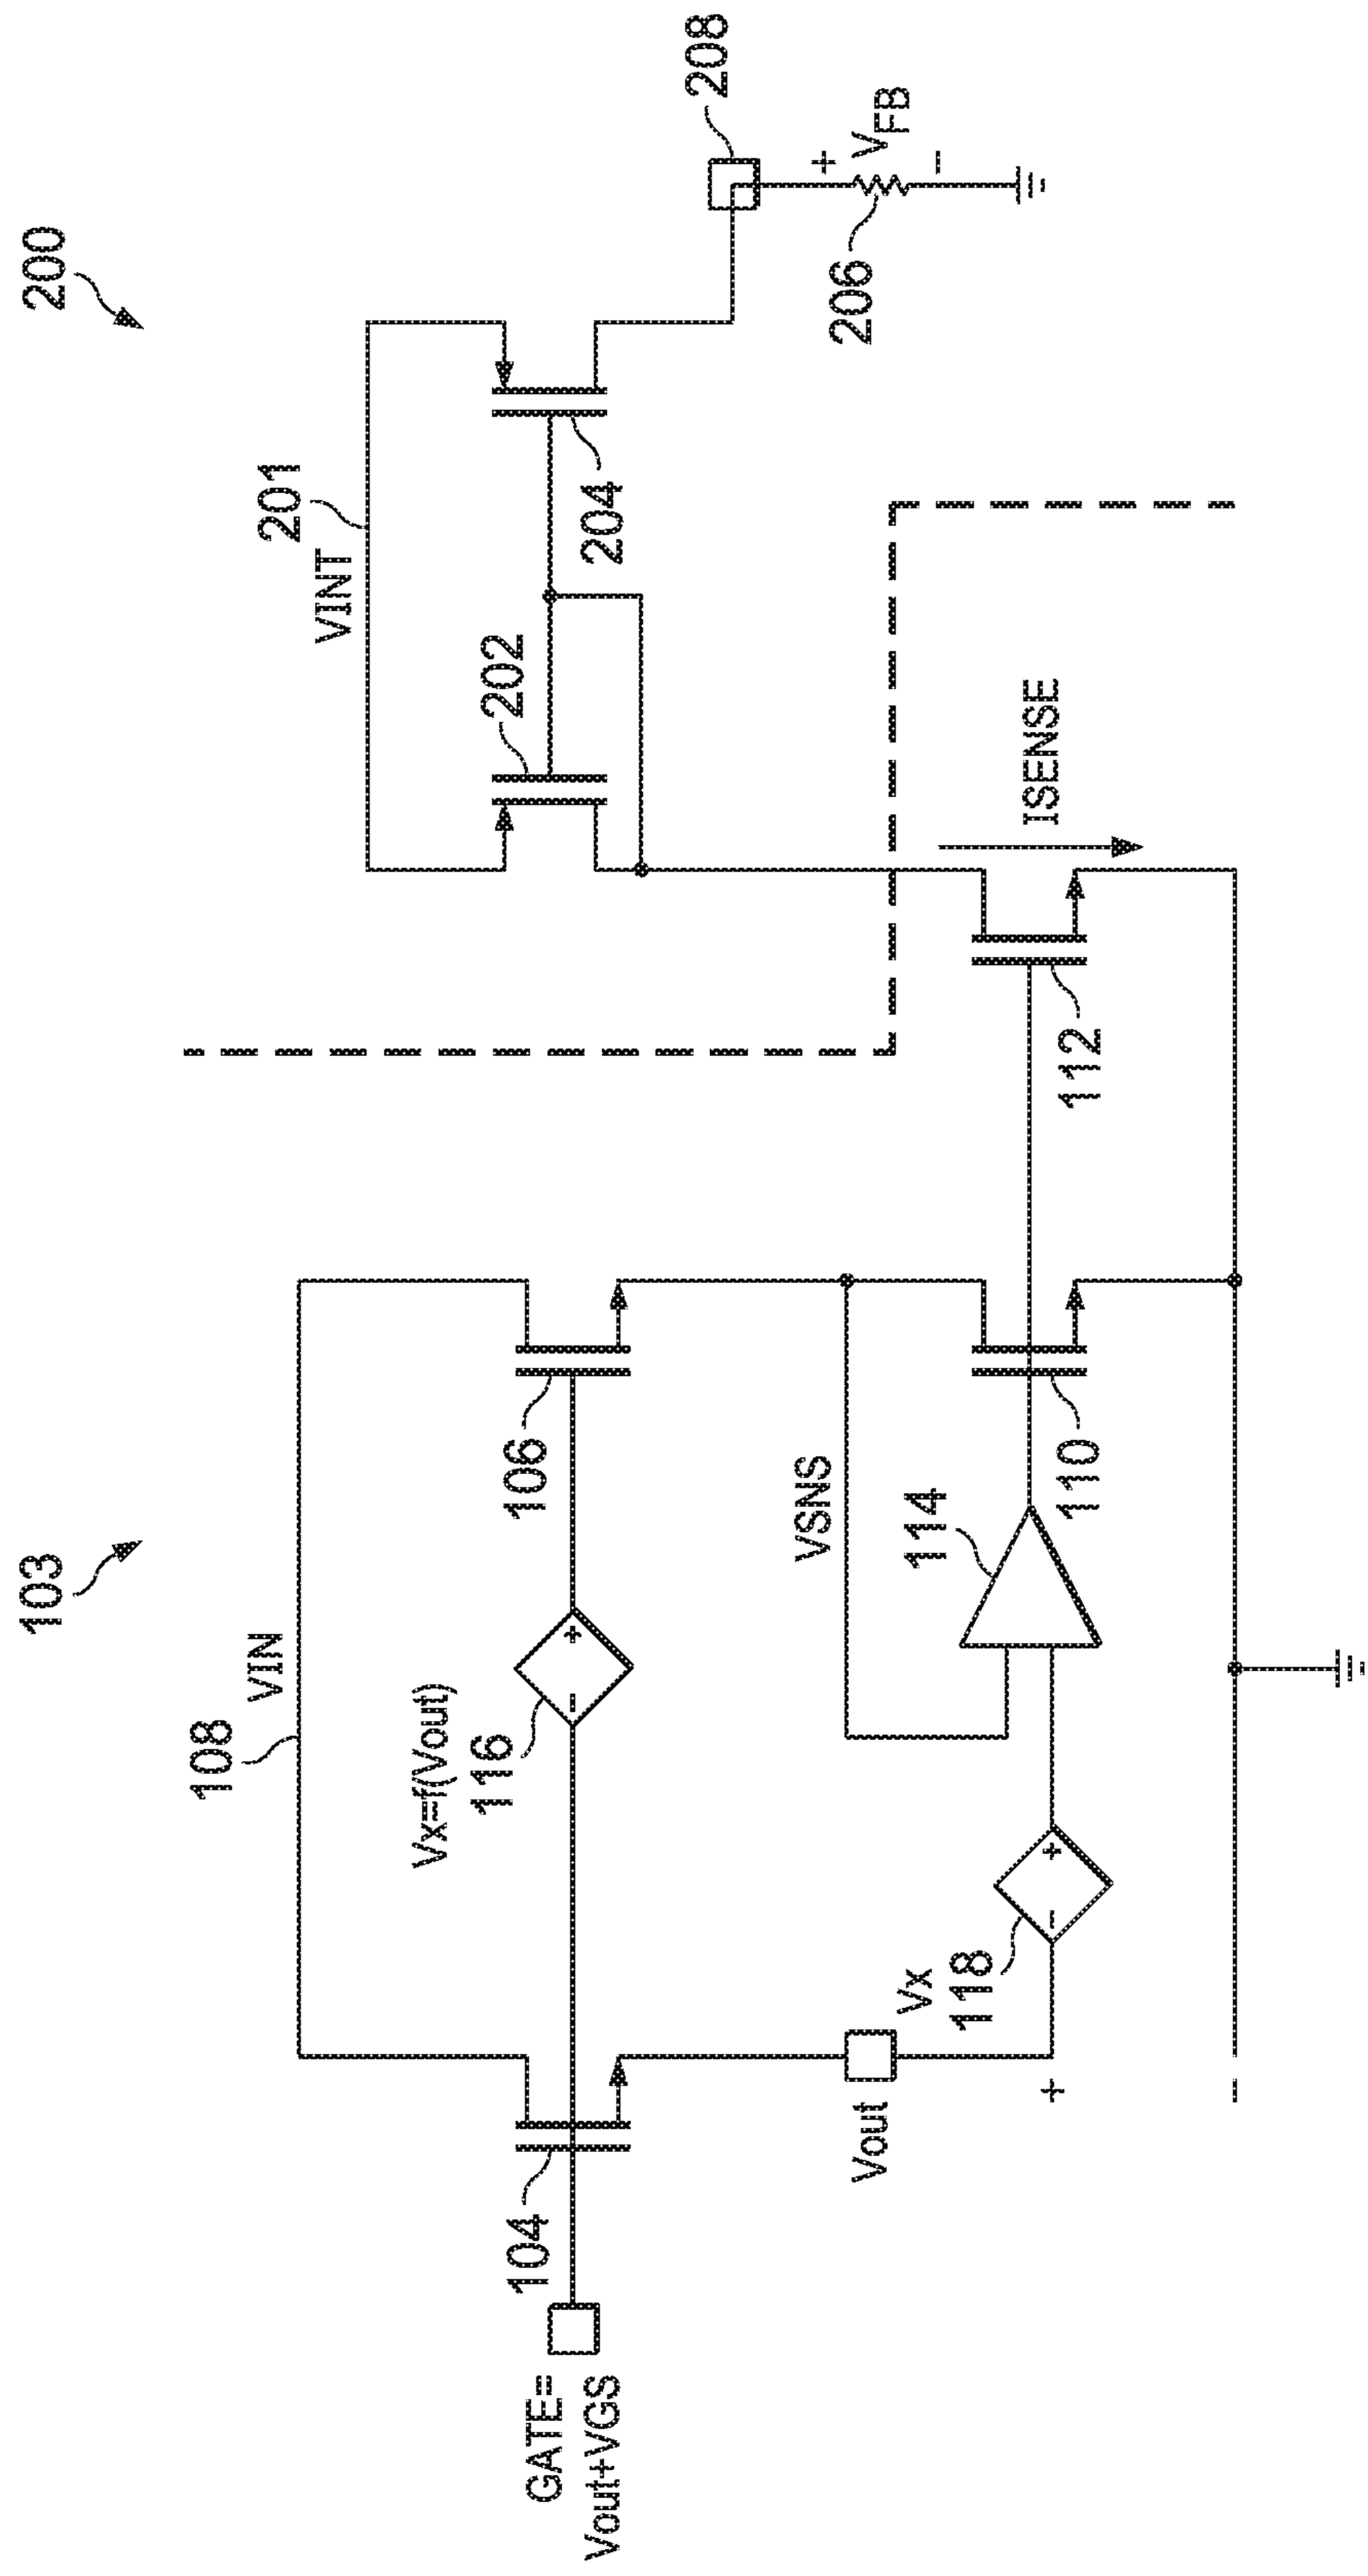 200
103
201
VINT
208
202
204
+
VFB
-
206
ISENSE
112
108
VIN
Vx=f(Vout)
116
- +
106
VSNS
114
110
104
GATE=
Vout+VGS
Vout
Vx
118
- +
+
-